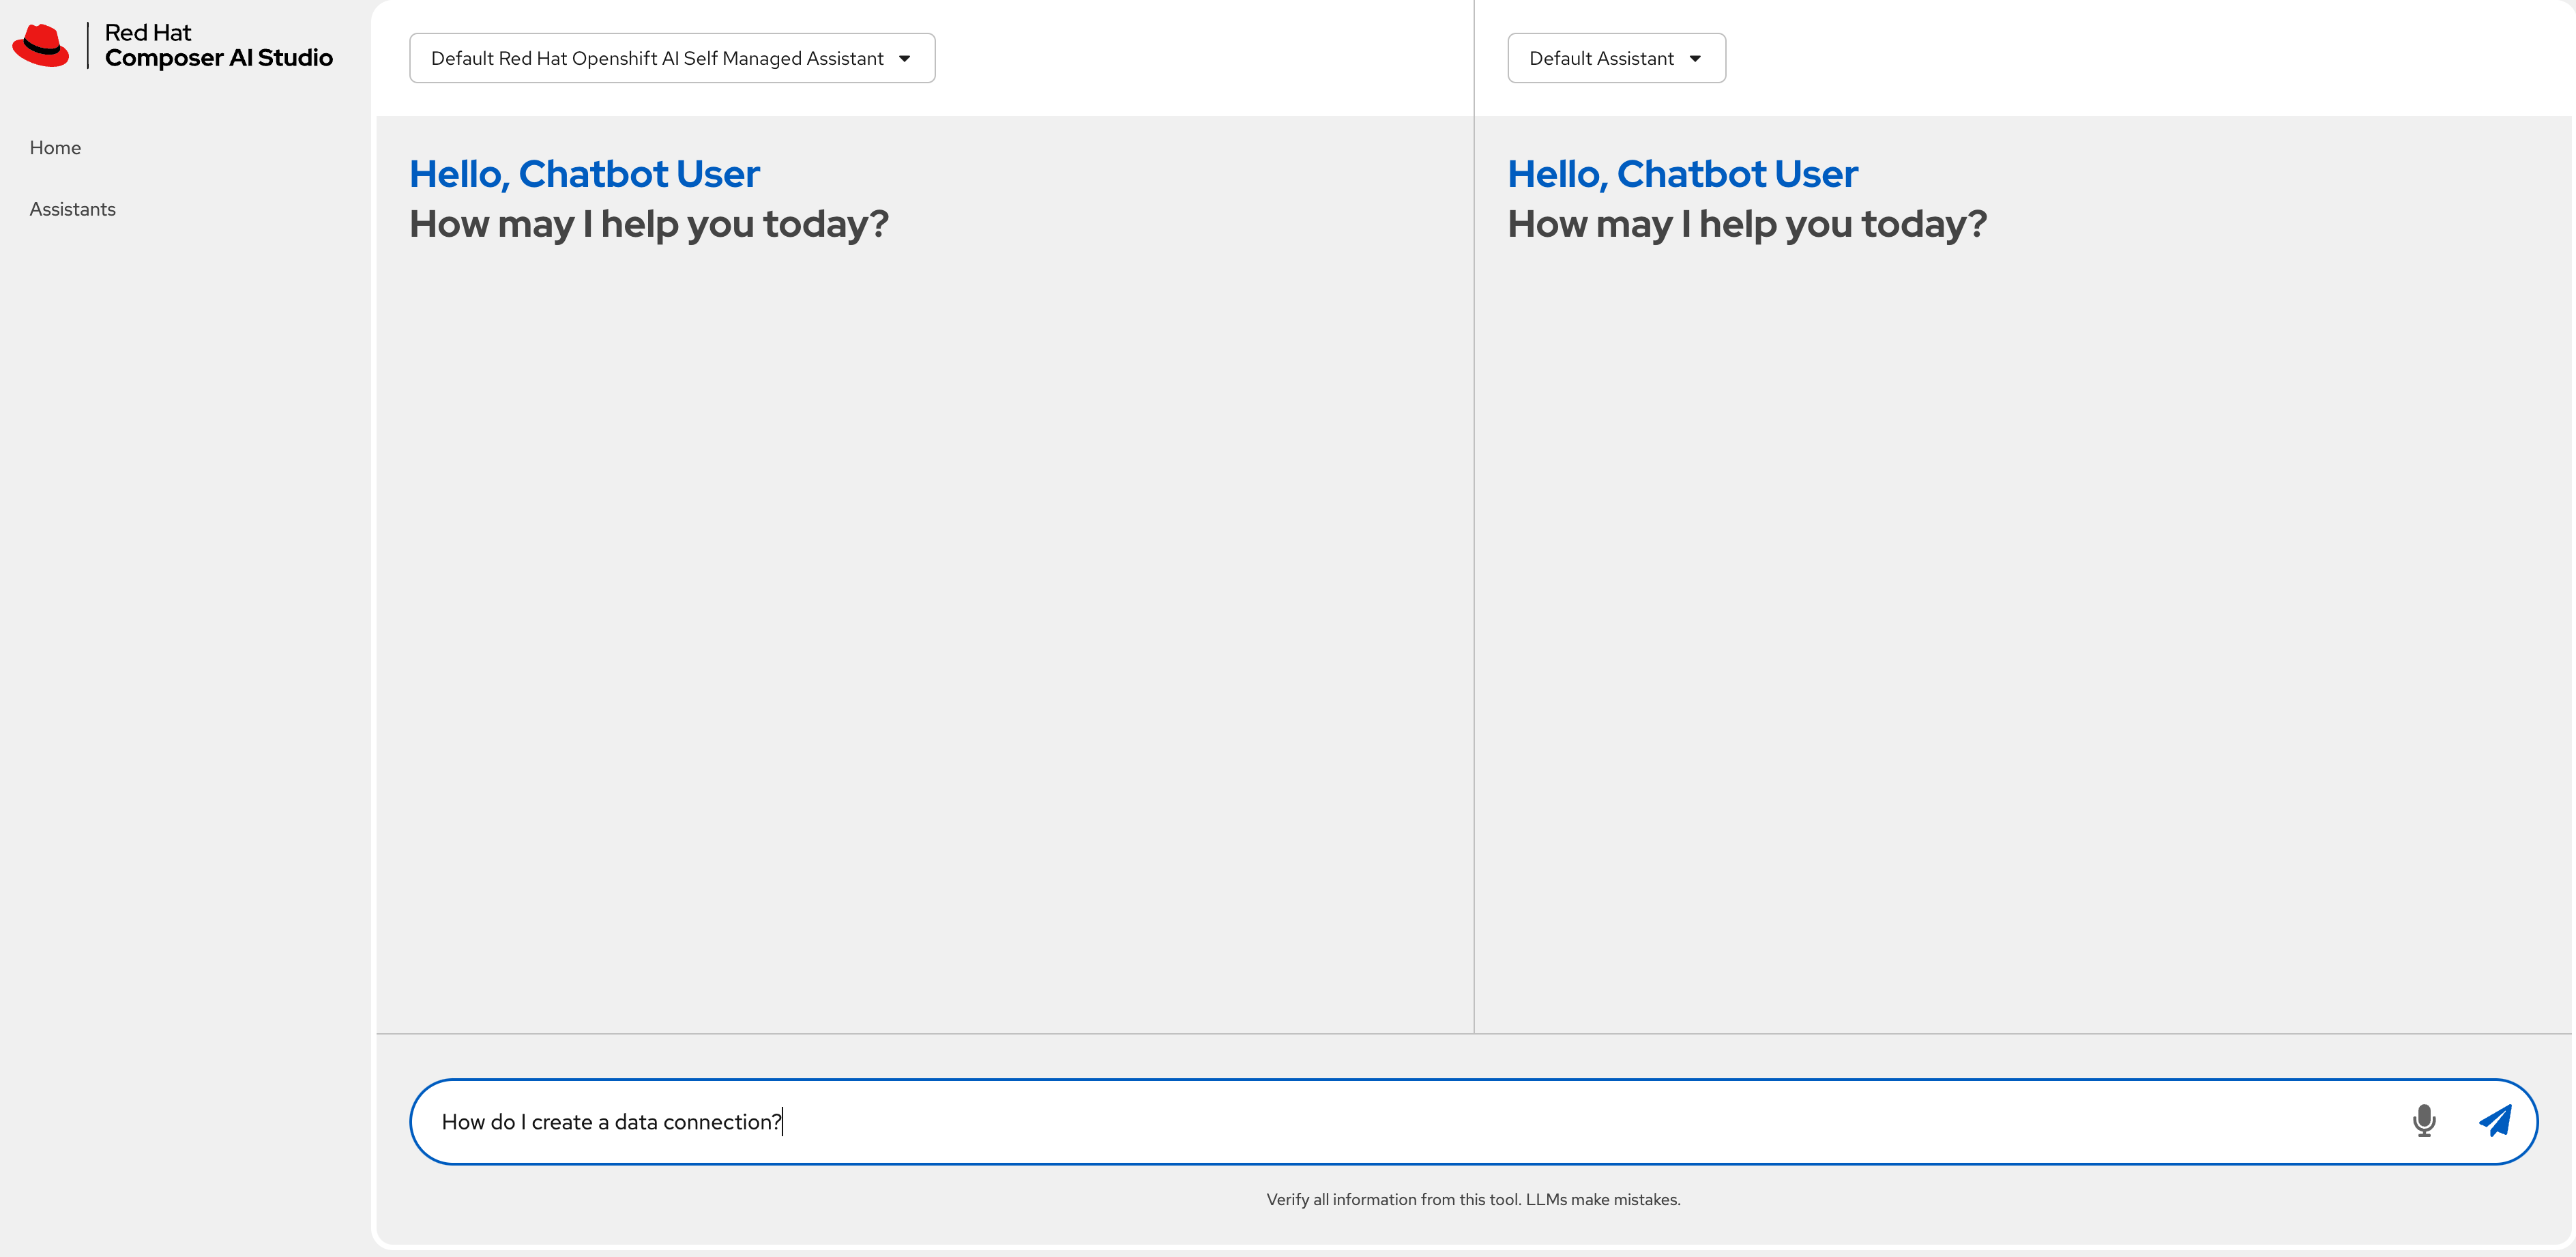 Red Hat
Composer AI Studio
Home
Assistants
Default Red Hat Openshift AI Self Managed Assistant
Hello, Chatbot User
How may I help you today?
Default Assistant
Hello, Chatbot User
How may I help you today?
How do I create a data connection?
Verify all information from this tool. LLMs make mistakes.